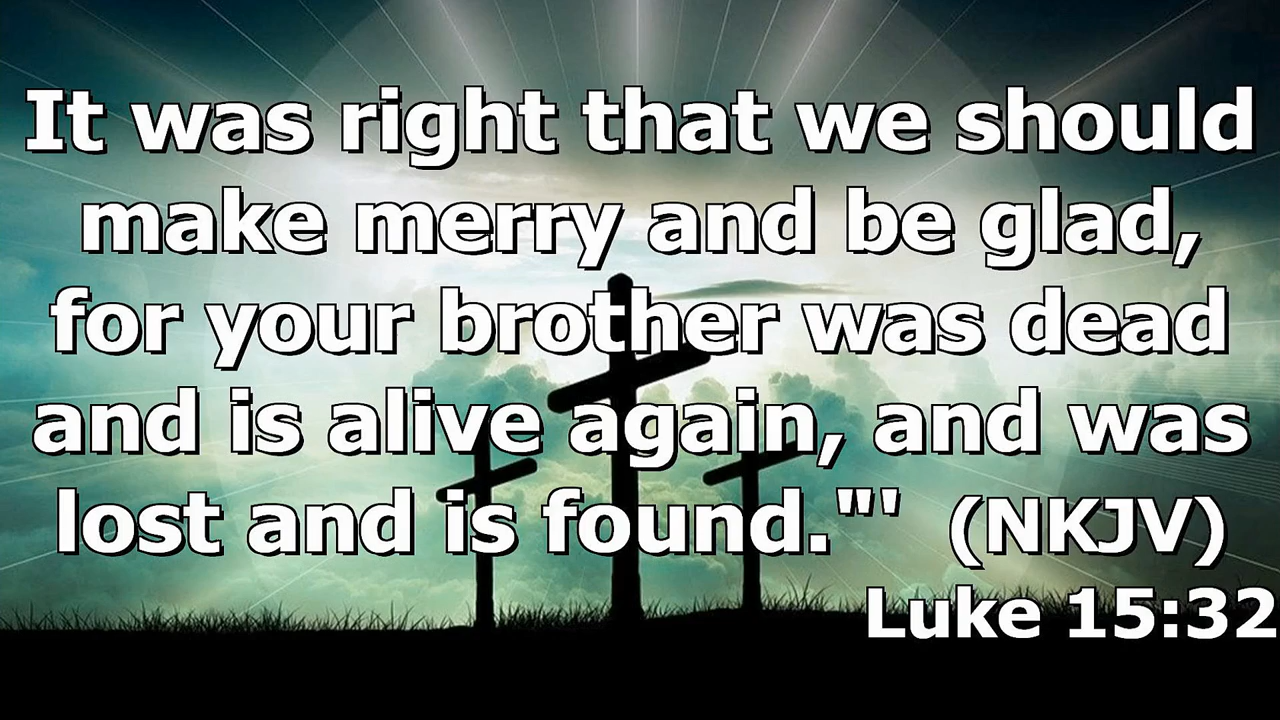 It was right that we should
make merry and be glad,
for your brother was dead
and is alive again, and was
lost and is found."' (NKJV)
Luke 15:32